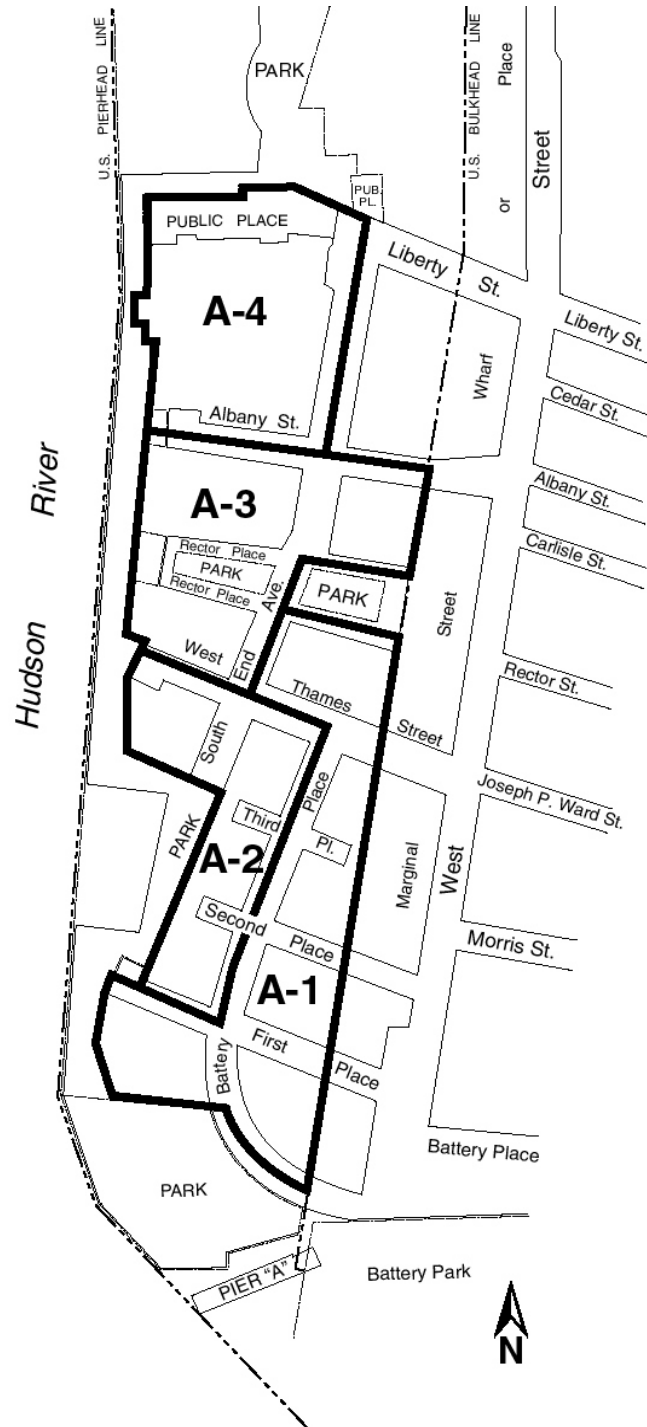 U.S. PIERHEAD LINE
PARK
U.S. BULKHEAD LINE
Place
or
Street
PUB.
PL.
PUBLIC PLACE
Liberty St.
A-4
Liberty St.
Wharf
Cedar St.
Albany St.
Albany St.
Hudson River
A-3
Carlisle St.
Rector Place
PARK
Rector Place
Ave.
PARK
Street
West
End
Rector St.
Thames
Street
South
Place
Joseph P. Ward St.
PARK
Third
Pl.
A-2
Marginal
West
Second
Place
Morris St.
A-1
First
Place
Battery
Battery Place
PARK
PIER "A"
Battery Park
N